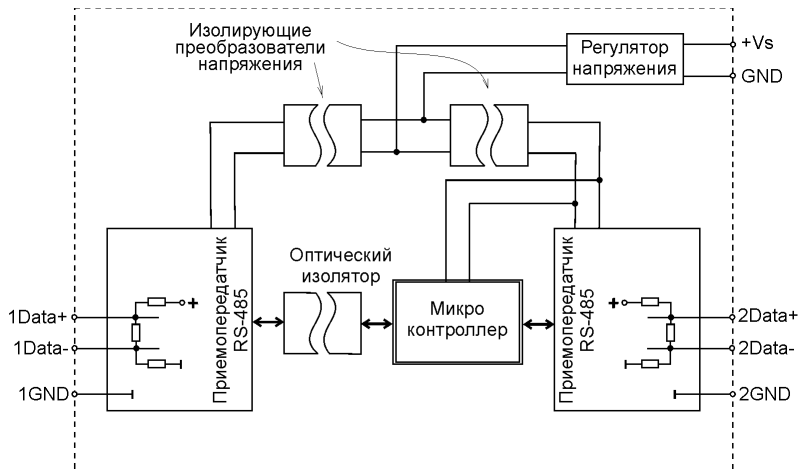 Изолирующие
преобразователи
напряжения
Регулятор
напряжения
+Vs
GND
Приемопередатчик
RS-485
Оптический
изолятор
Микро
контроллер
Приемопередатчик
RS-485
+
+
1Data+
1Data-
1GND
2Data+
2Data-
2GND